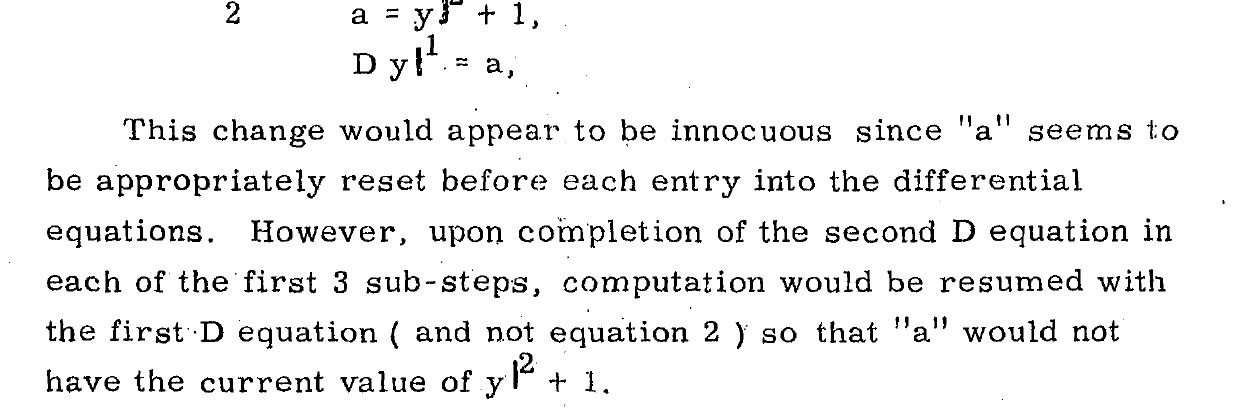 2 a = y|² + 1,
D y|¹ = a,
This change would appear to be innocuous since "a" seems to
be appropriately reset before each entry into the differential
equations. However, upon completion of the second D equation in
each of the first 3 sub-steps, computation would be resumed with
the first D equation ( and not equation 2 ) so that "a" would not
have the current value of y|² + 1.